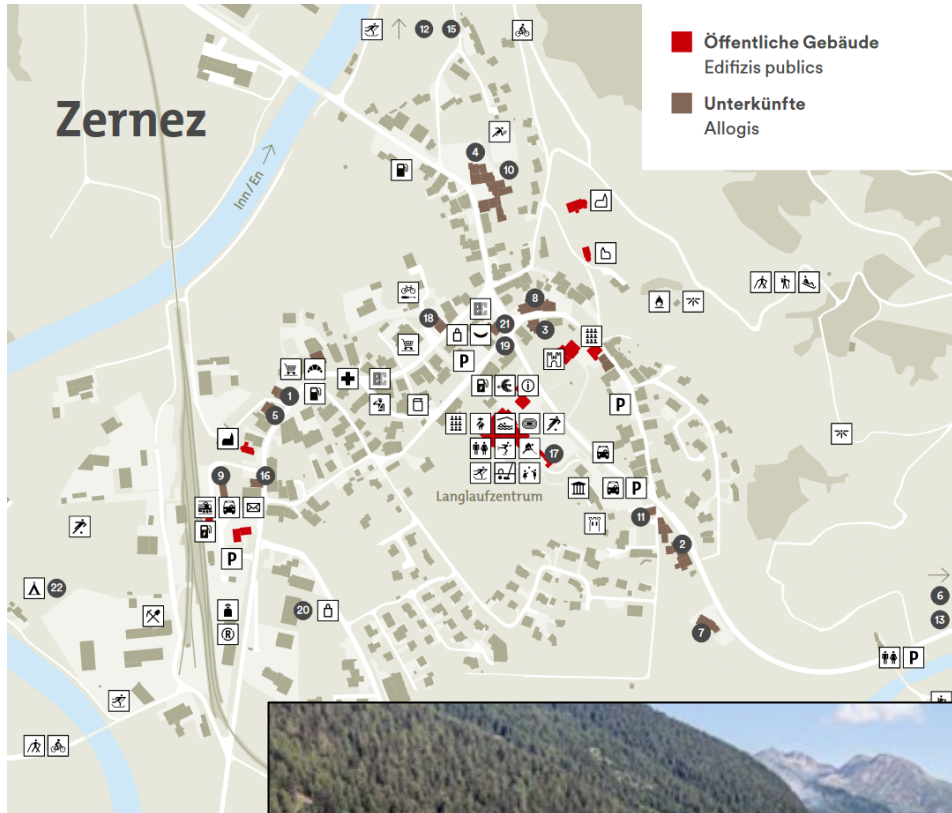 12
15
Öffentliche Gebäude
Edifizis publics
Unterkünfte
Allogis
Zernez
Inn/En
4
10
8
18
21
3
19
P
1
5
P
17
9
16
Langlaufzentrum
P
11
P
2
22
20
6
13
R
7
P